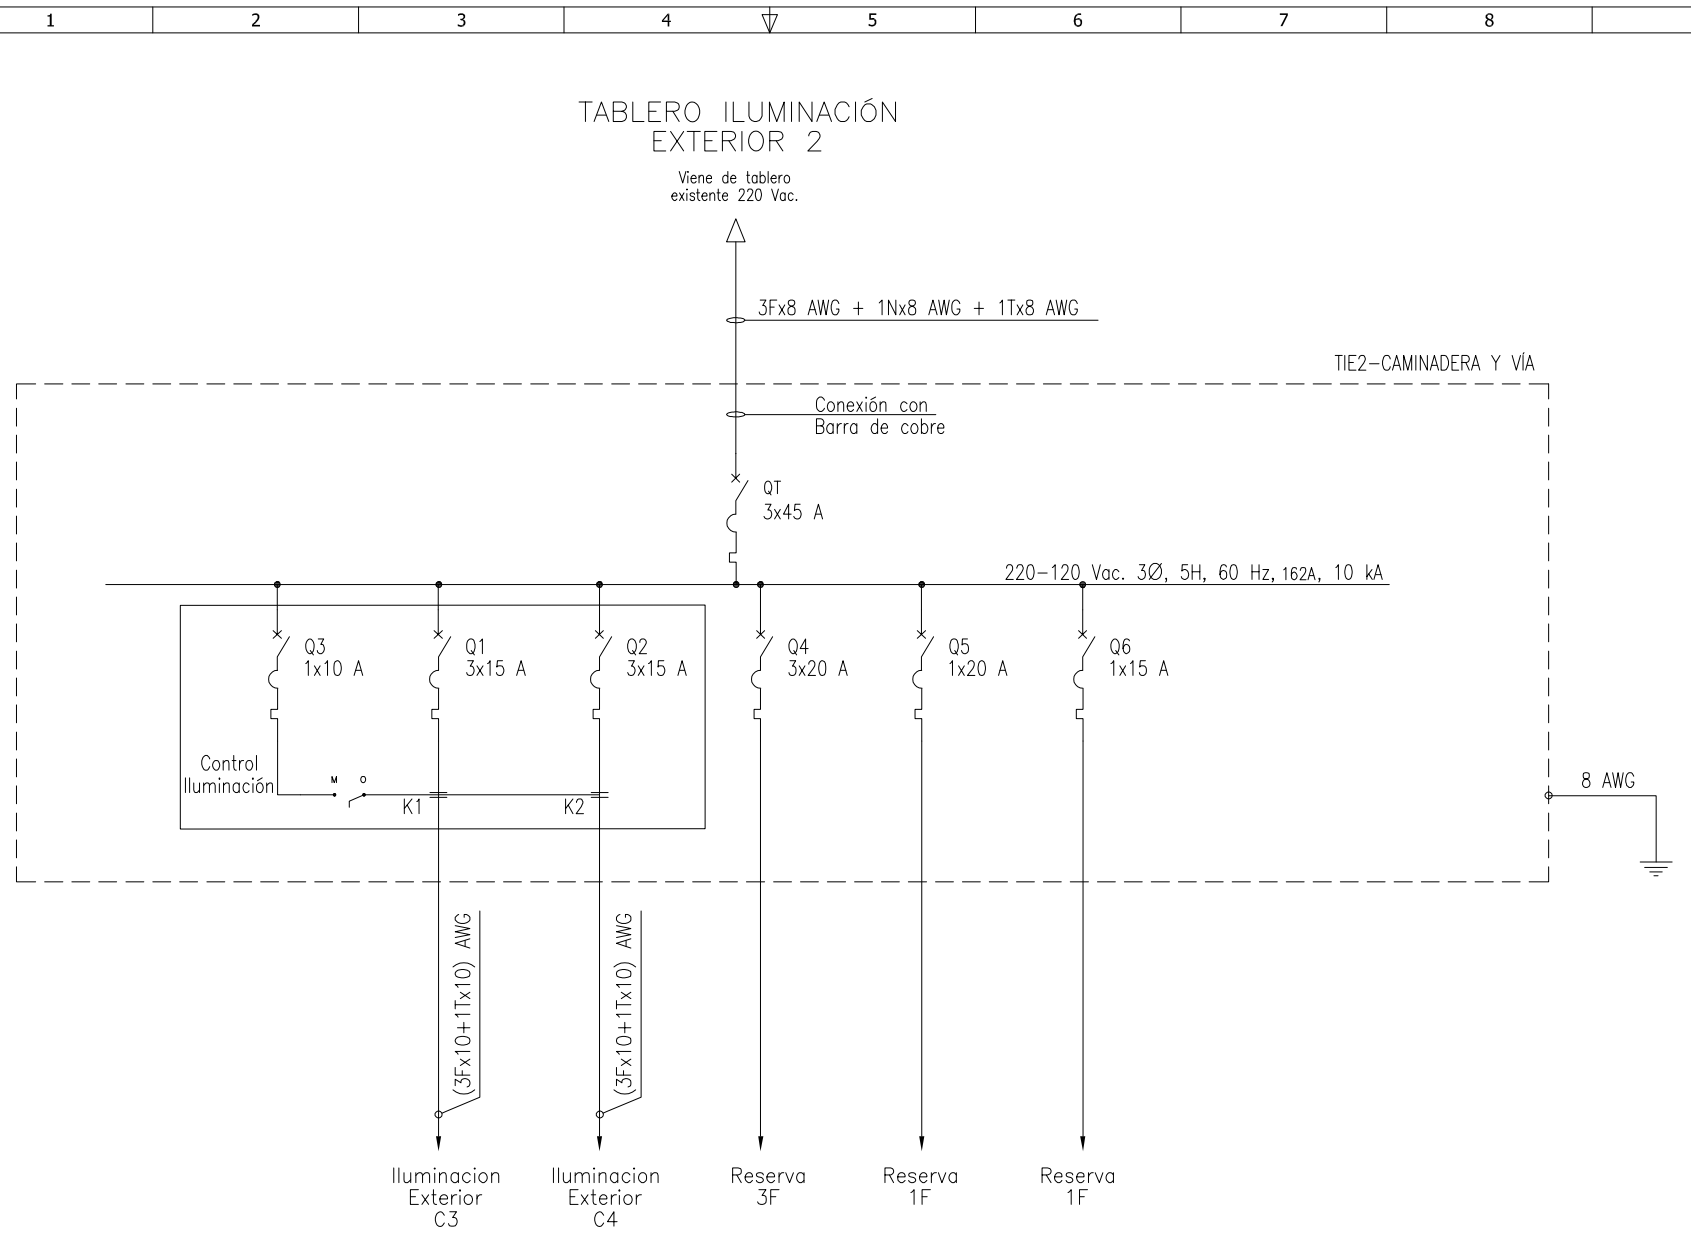 1 2 3 4 5 6 7 8
TABLERO ILUMINACIÓN
EXTERIOR 2
Viene de tablero
existente 220 Vac.
3Fx8 AWG + 1Nx8 AWG + 1Tx8 AWG
TIE2-CAMINADERA Y VÍA
Conexión con
Barra de cobre
QT
3x45 A
220-120 Vac. 3Ø, 5H, 60 Hz, 162A, 10 kA
Q3
1x10 A
Q1
3x15 A
Q2
3x15 A
Q4
3x20 A
Q5
1x20 A
Q6
1x15 A
Control
Iluminación
M O
K1
K2
8 AWG
(3Fx10+1Tx10) AWG
(3Fx10+1Tx10) AWG
Iluminacion
Exterior
C3
Iluminacion
Exterior
C4
Reserva
3F
Reserva
1F
Reserva
1F